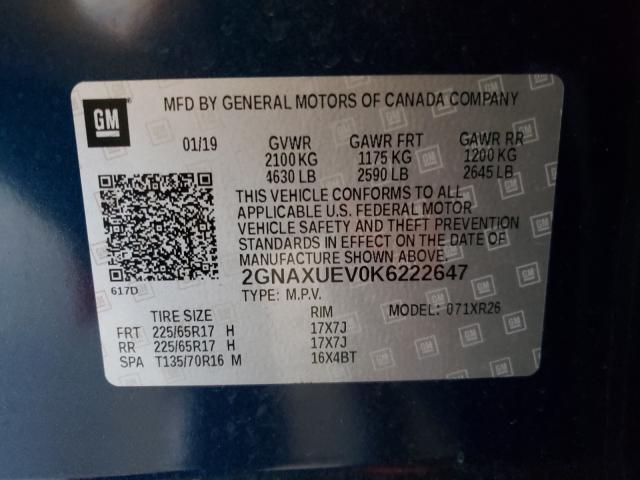 GM
MFD BY GENERAL MOTORS OF CANADA COMPANY
01/19 GVWR GAWR FRT GAWR RR
2100 KG 1175 KG 1200 KG
4630 LB 2590 LB 2645 LB
THIS VEHICLE CONFORMS TO ALL
APPLICABLE U.S. FEDERAL MOTOR
VEHICLE SAFETY AND THEFT PREVENTION
STANDARDS IN EFFECT ON THE DATE OF
MANUFACTURE SHOWN ABOVE.
617D
2GNAXUEV0K6222647
TYPE: M.P.V. MODEL: 071XR26
TIRE SIZE RIM
FRT 225/65R17 H 17X7J
RR 225/65R17 H 17X7J
SPA T135/70R16 M 16X4BT